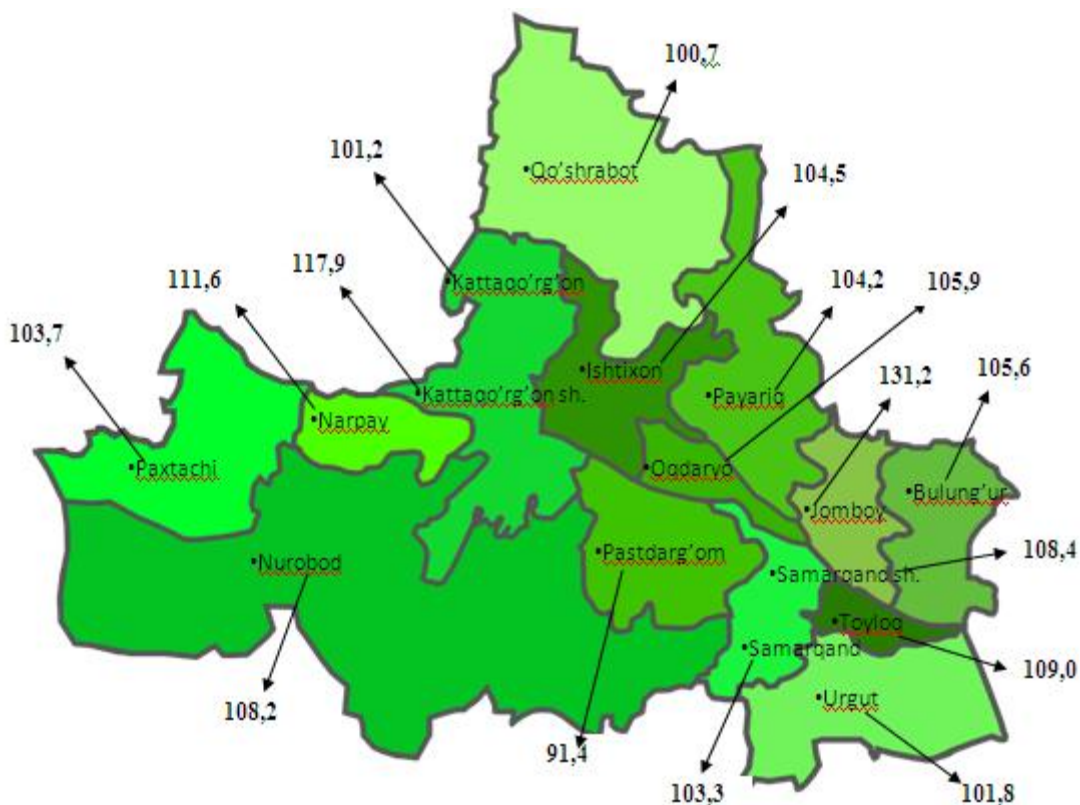 100,7
101,2
•Qo'shrabot
104,5
117,9
•Kattaqo'rg'on
111,6
104,2
105,9
103,7
•Ishtixon
131,2
105,6
•Kattaqo'rg'on sh.
•Payariq
•Narpay
•Paxtachi
•Oqdaryo
•Bulung'ur
•Jomboy
•Pastdarg'om
108,4
•Nurobod
•Samarqand sh.
•Toyloq
•Samarqand
109,0
•Urgut
108,2
91,4
103,3
101,8